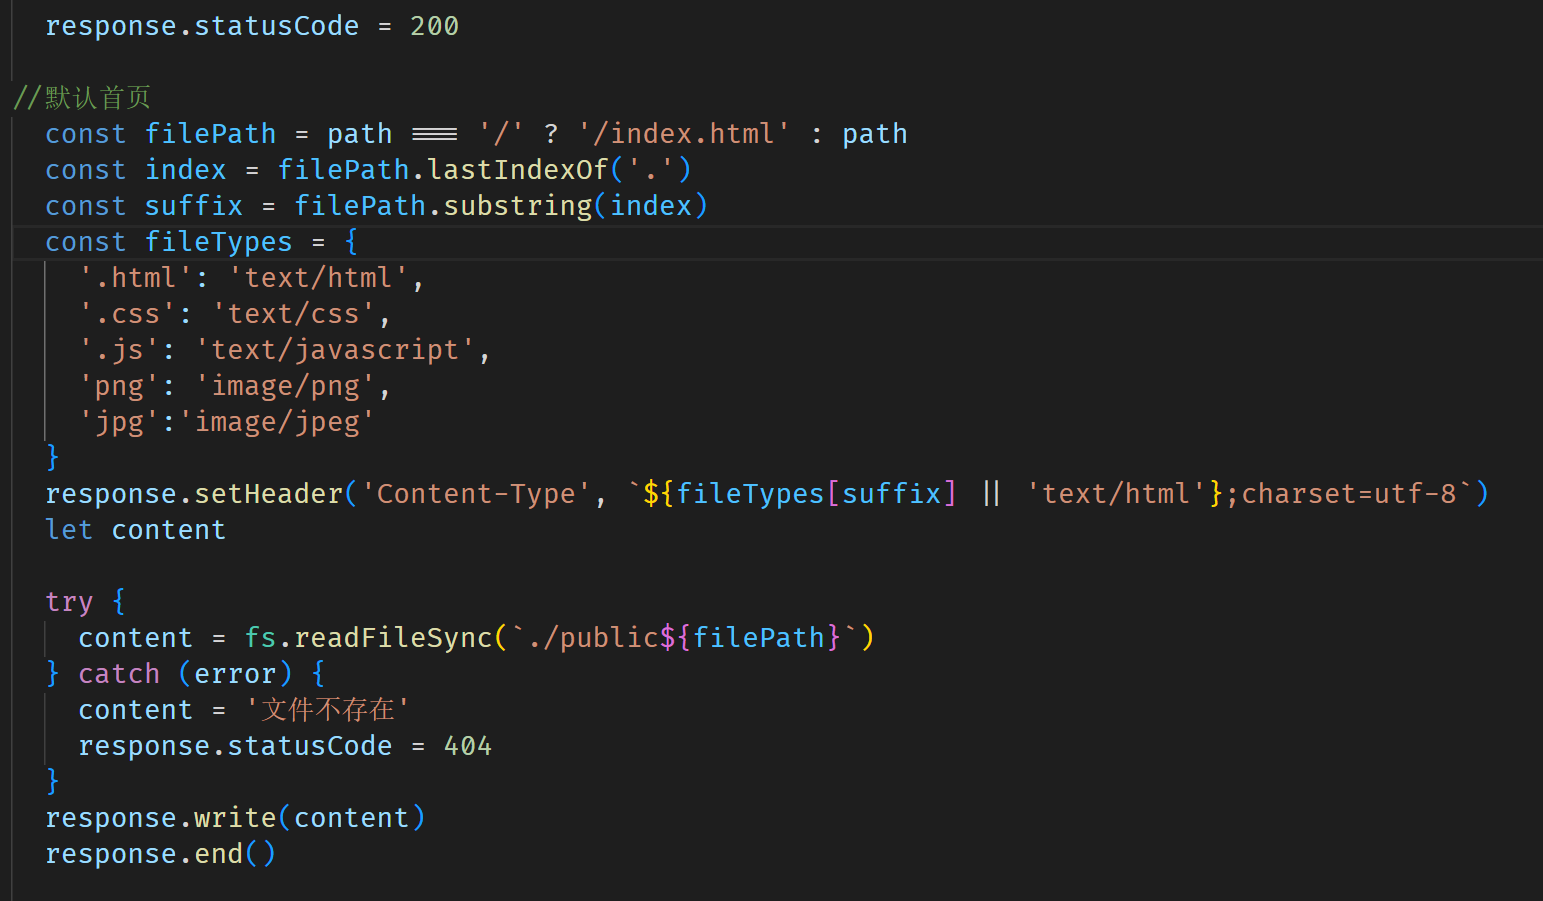 response.statusCode = 200
//默认首页
const filePath = path === '/' ? '/index.html' : path
const index = filePath.lastIndexOf('.')
const suffix = filePath.substring(index)
const fileTypes = {
'.html': 'text/html',
'.css': 'text/css',
'.js': 'text/javascript',
'png': 'image/png',
'jpg':'image/jpeg'
}
response.setHeader('Content-Type', `${fileTypes[suffix] || 'text/html'};charset=utf-8`)
let content
try {
content = fs.readFileSync(`./public${filePath}`)
} catch (error) {
content = '文件不存在'
response.statusCode = 404
}
response.write(content)
response.end()